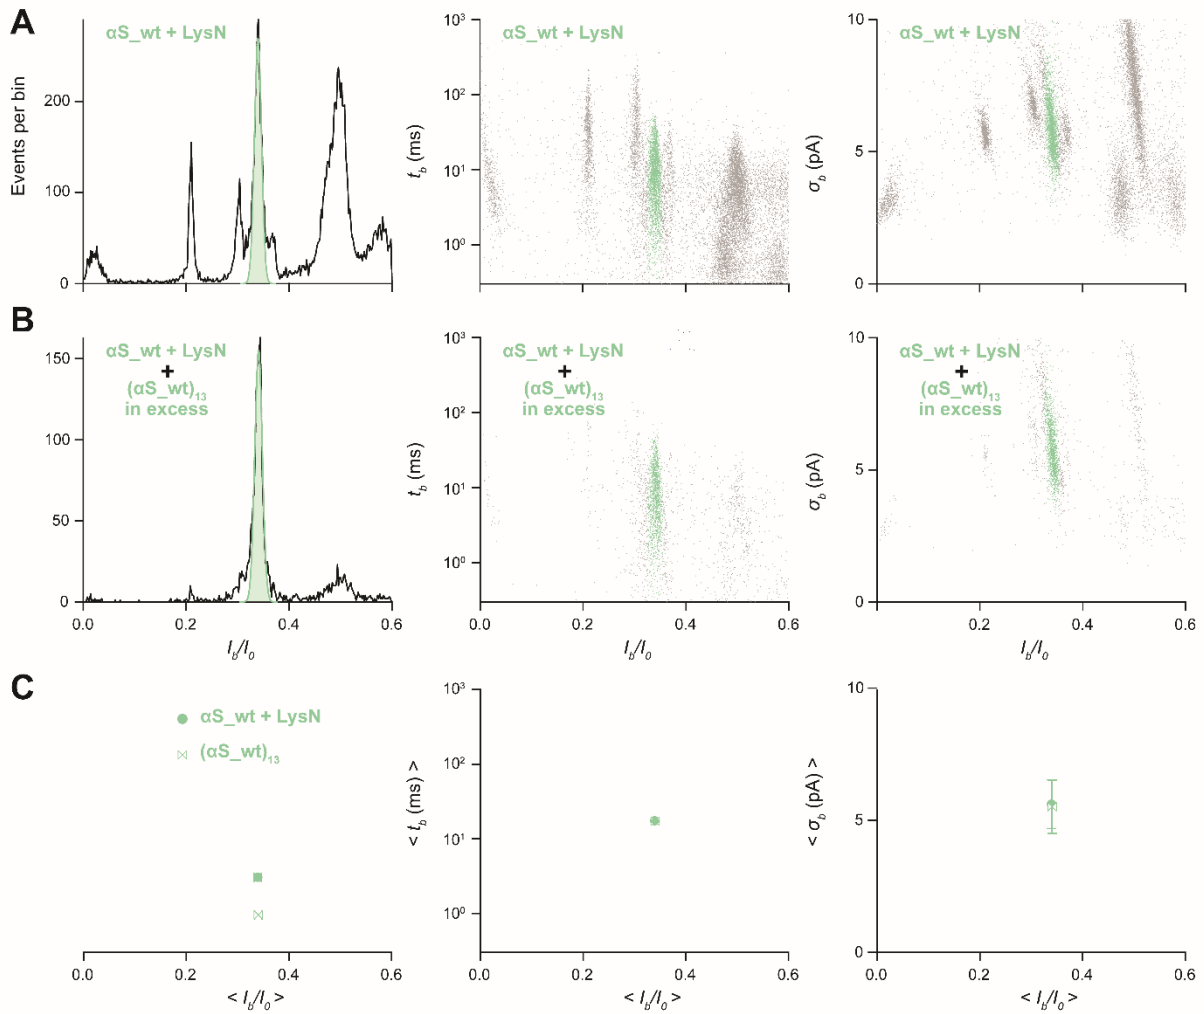 A
αS_wt + LysN
Events per bin
200
100
0
αS_wt + LysN
t_b (ms)
10³
10²
10¹
10⁰
αS_wt + LysN
σ_b (pA)
10
5
0
B
αS_wt + LysN
+
(αS_wt)₁₃
in excess
150
100
50
0
0.0 0.2 0.4 0.6
I_b/I_0
αS_wt + LysN
+
(αS_wt)₁₃
in excess
t_b (ms)
10³
10²
10¹
10⁰
0.0 0.2 0.4 0.6
I_b/I_0
αS_wt + LysN
+
(αS_wt)₁₃
in excess
σ_b (pA)
10
5
0
0.0 0.2 0.4 0.6
I_b/I_0
C
αS_wt + LysN
(αS_wt)₁₃
0.0 0.2 0.4 0.6
< I_b/I_0 >
< t_b (ms) >
10³
10²
10¹
10⁰
0.0 0.2 0.4 0.6
< I_b/I_0 >
< σ_b (pA) >
10
5
0
0.0 0.2 0.4 0.6
< I_b/I_0 >